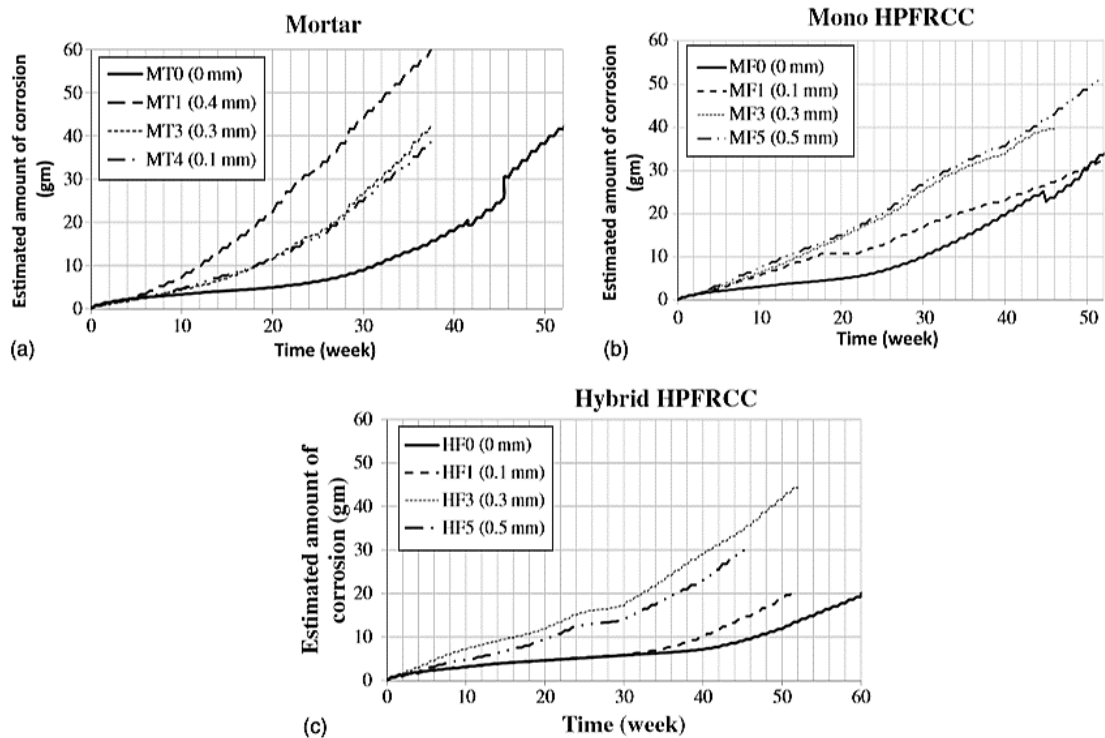 Mortar
60
50
40
30
20
10
0
Estimated amount of corrosion
(gm)
MT0 (0 mm)
MT1 (0.4 mm)
MT3 (0.3 mm)
MT4 (0.1 mm)
0 10 20 30 40 50
Time (week)
(a)
Mono HPFRCC
60
50
40
30
20
10
0
Estimated amount of corrosion
(gm)
MF0 (0 mm)
MF1 (0.1 mm)
MF3 (0.3 mm)
MF5 (0.5 mm)
0 10 20 30 40 50
Time (week)
(b)
Hybrid HPFRCC
60
50
40
30
20
10
0
Estimated amount of
corrosion (gm)
HF0 (0 mm)
HF1 (0.1 mm)
HF3 (0.3 mm)
HF5 (0.5 mm)
0 10 20 30 40 50 60
Time (week)
(c)